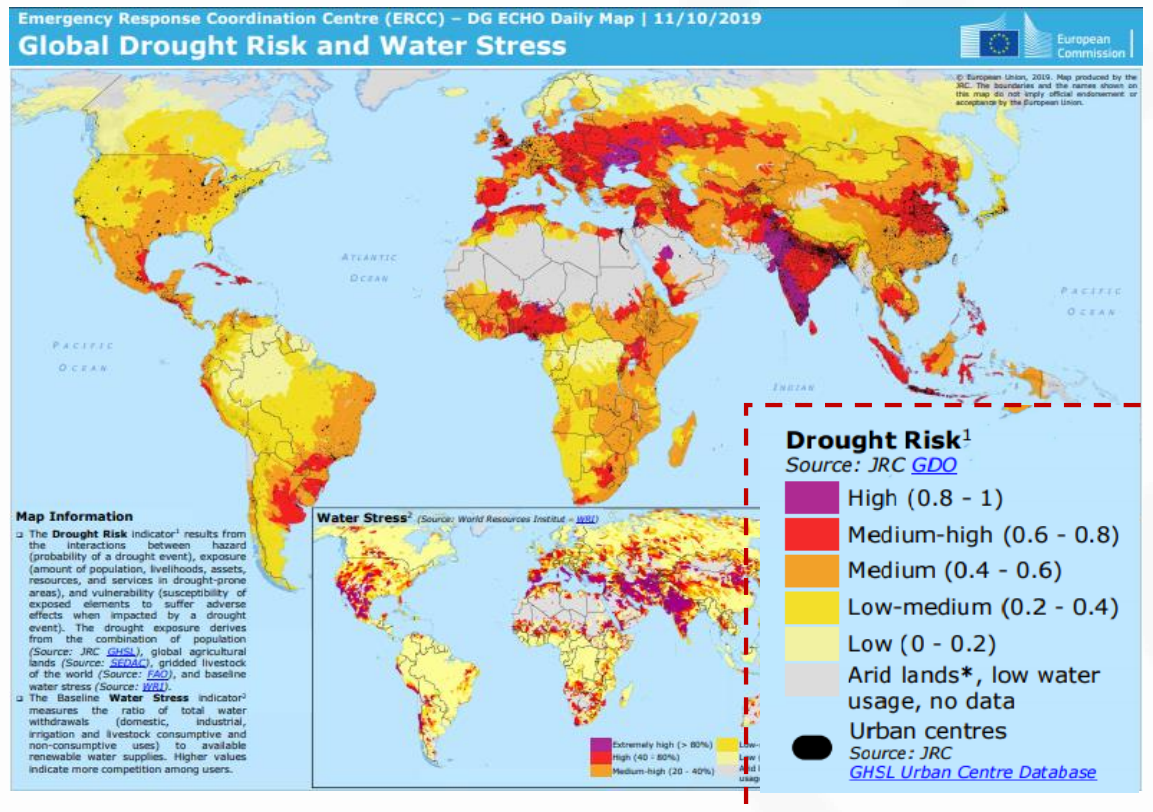 Emergency Response Coordination Centre (ERCC) – DG ECHO Daily Map | 11/10/2019
Global Drought Risk and Water Stress
European
Commission
© European Union, 2019. Map produced by the
JRC. The boundaries and the names shown on
this map do not imply official endorsement or
acceptance by the European Union.
ATLANTIC
OCEAN
PACIFIC
OCEAN
PACIFIC
OCEAN
INDIAN
Map Information
The Drought Risk indicator¹ results from
the interactions between hazard
(probability of a drought event), exposure
(amount of population, livelihoods, assets,
resources, and services in drought-prone
areas), and vulnerability (susceptibility of
exposed elements to suffer adverse
effects when impacted by a drought
event). The drought exposure derives
from the combination of population
(Source: JRC GHSL), global agricultural
lands (Source: SEDAC), gridded livestock
of the world (Source: FAO), and baseline
water stress (Source: WRI).
The Baseline Water Stress indicator²
measures the ratio of total water
withdrawals (domestic, industrial,
irrigation and livestock consumptive and
non-consumptive uses) to available
renewable water supplies. Higher values
indicate more competition among users.
Water Stress² (Source: World Resources Institut – WRI)
Extremely high (> 80%)
High (40 - 80%)
Medium-high (20 - 40%)
Low-
Low
Arid
usag
Drought Risk¹
Source: JRC GDO
High (0.8 - 1)
Medium-high (0.6 - 0.8)
Medium (0.4 - 0.6)
Low-medium (0.2 - 0.4)
Low (0 - 0.2)
Arid lands*, low water
usage, no data
Urban centres
Source: JRC
GHSL Urban Centre Database